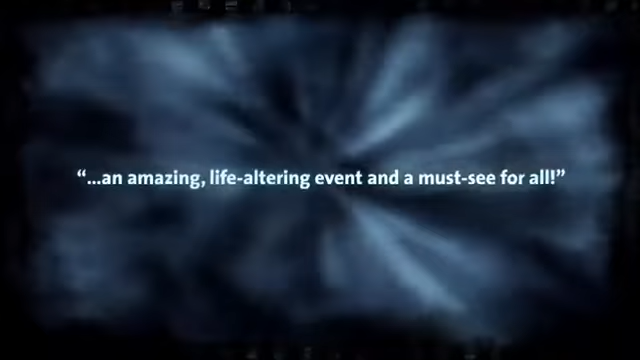 “...an amazing, life-altering event and a must-see for all!”